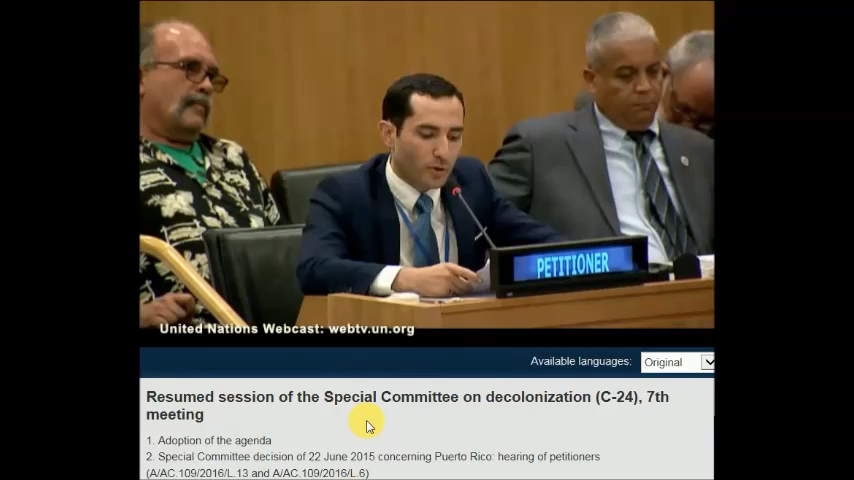 PETITIONER
United Nations Webcast: webtv.un.org
Available languages: Original
Resumed session of the Special Committee on decolonization (C-24), 7th
meeting
1. Adoption of the agenda
2. Special Committee decision of 22 June 2015 concerning Puerto Rico: hearing of petitioners
(A/AC.109/2016/L.13 and A/AC.109/2016/L.6)